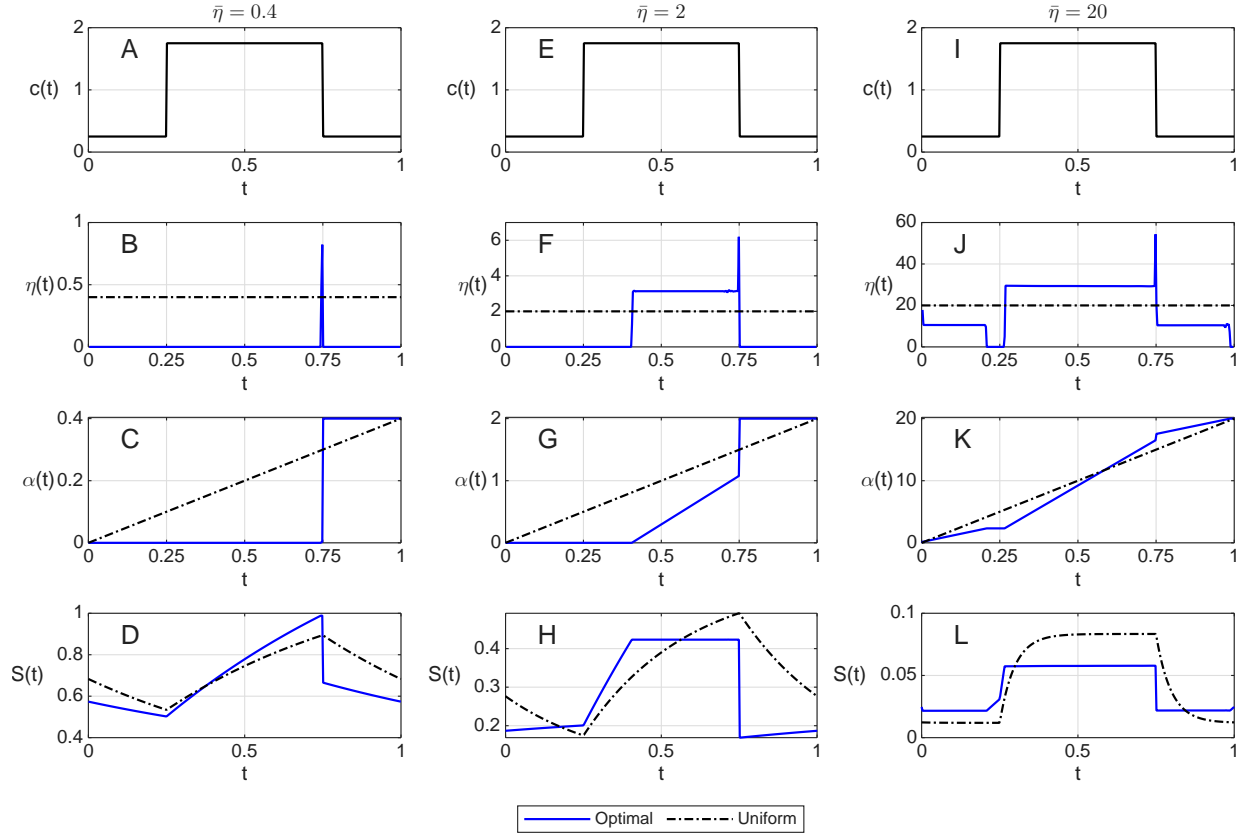 η̄ = 0.4
η̄ = 2
η̄ = 20
A
c(t)
2
1
0
0
0.5
1
t
E
c(t)
2
1
0
0
0.5
1
t
I
c(t)
2
1
0
0
0.5
1
t
B
η(t)
1
0.5
0
0
0.25
0.5
0.75
1
t
F
η(t)
6
4
2
0
0
0.25
0.5
0.75
1
t
J
η(t)
60
40
20
0
0
0.25
0.5
0.75
1
t
C
α(t)
0.4
0.2
0
0
0.25
0.5
0.75
1
t
G
α(t)
2
1
0
0
0.25
0.5
0.75
1
t
K
α(t)
20
10
0
0
0.25
0.5
0.75
1
t
D
S(t)
1
0.8
0.6
0.4
0
0.5
1
t
H
S(t)
0.4
0.3
0.2
0
0.5
1
t
L
S(t)
0.1
0.05
0
0
0.5
1
t
Optimal
Uniform